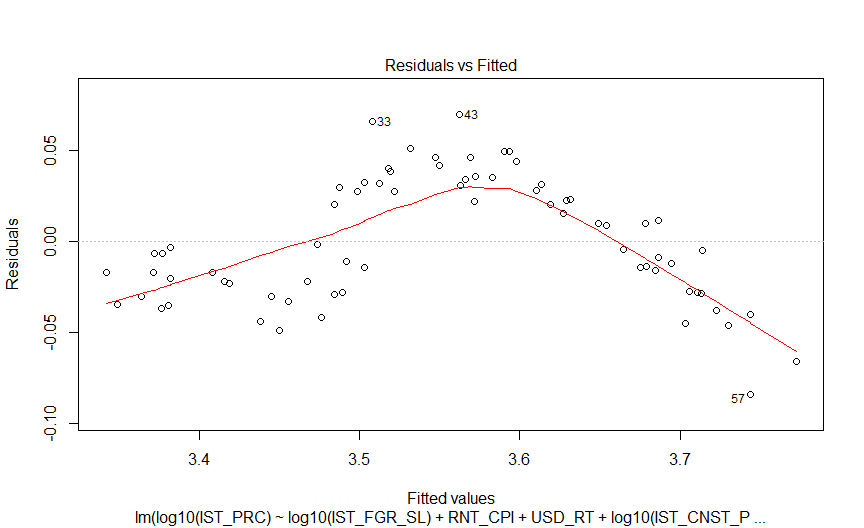 Residuals vs Fitted
Residuals
0.05
0.00
-0.05
-0.10
33
43
57
3.4 3.5 3.6 3.7
Fitted values
lm(log10(IST_PRC) ~ log10(IST_FGR_SL) + RNT_CPI + USD_RT + log10(IST_CNST_P ...